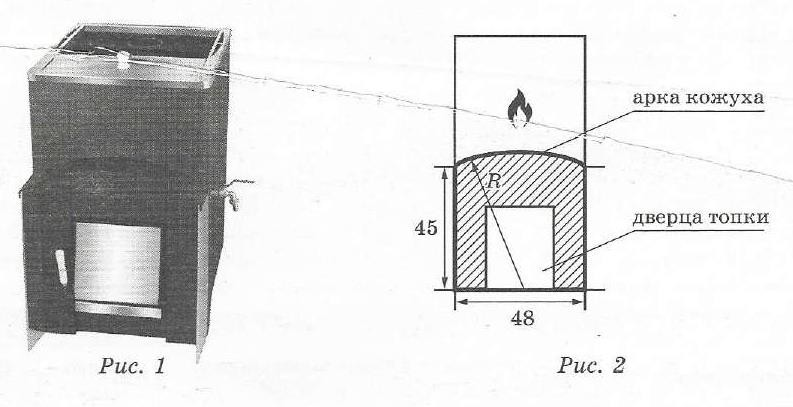 арка кожуха
R
дверца топки
45
48
Рис. 1
Рис. 2